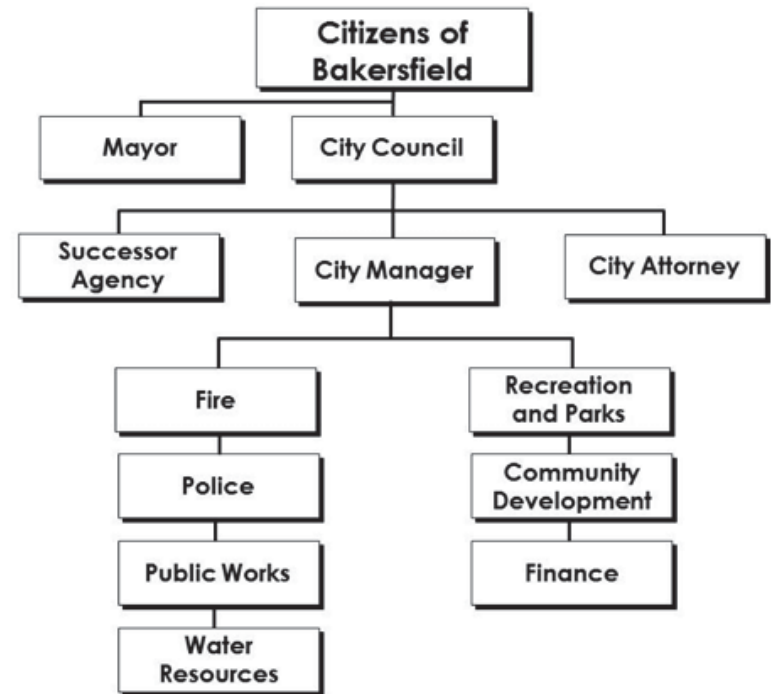 Citizens of
Bakersfield
Mayor
City Council
Successor
Agency
City Manager
City Attorney
Fire
Recreation
and Parks
Police
Community
Development
Public Works
Finance
Water
Resources